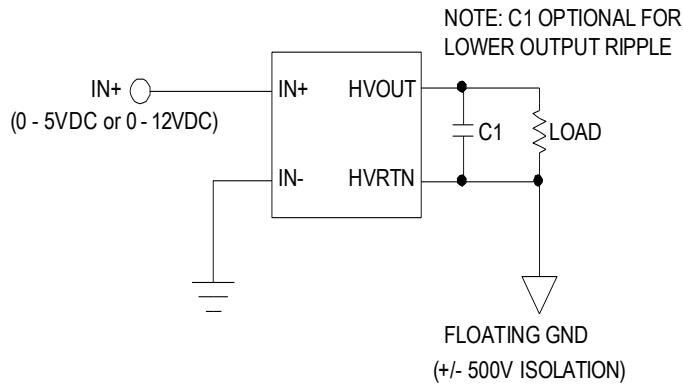 NOTE: C1 OPTIONAL FOR
LOWER OUTPUT RIPPLE
IN+
(0 - 5VDC or 0 - 12VDC)
IN+
HVOUT
C1
LOAD
IN-
HVRTN
FLOATING GND
(+/- 500V ISOLATION)